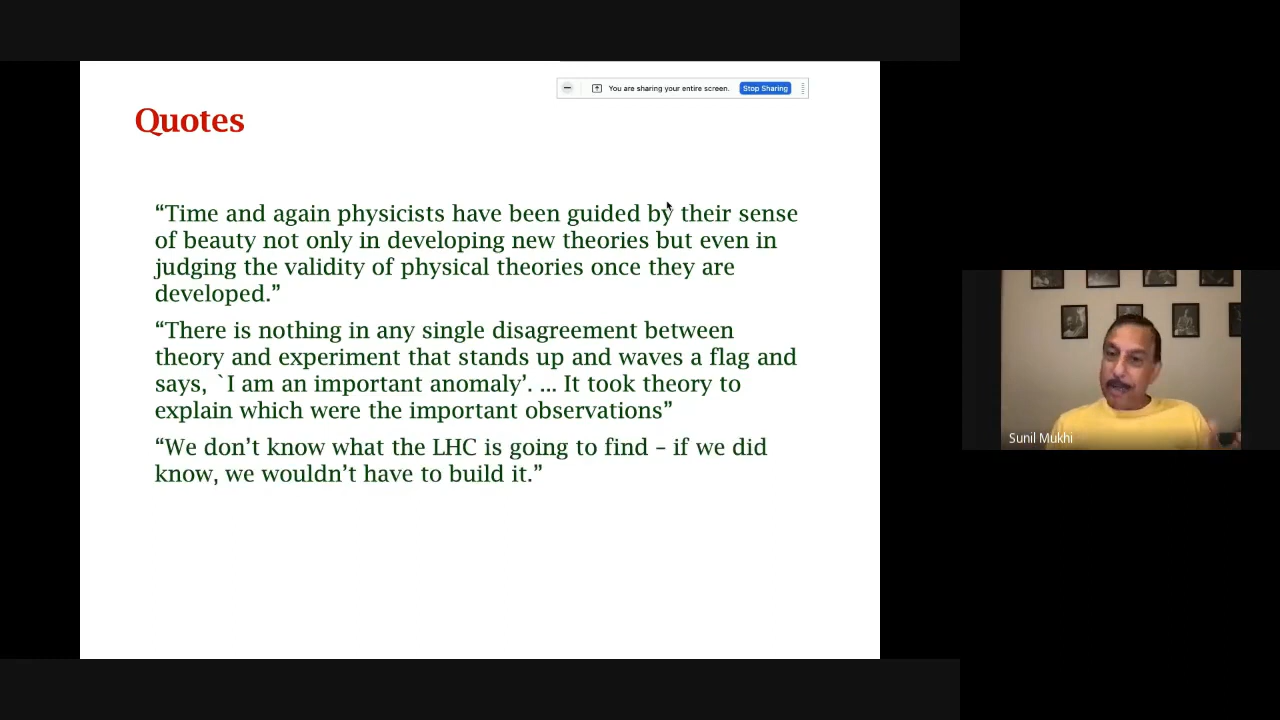 You are sharing your entire screen. Stop Sharing
Quotes
“Time and again physicists have been guided by their sense
of beauty not only in developing new theories but even in
judging the validity of physical theories once they are
developed.”
“There is nothing in any single disagreement between
theory and experiment that stands up and waves a flag and
says, `I am an important anomaly’. ... It took theory to
explain which were the important observations”
“We don’t know what the LHC is going to find – if we did
know, we wouldn’t have to build it.”
Sunil Mukhi